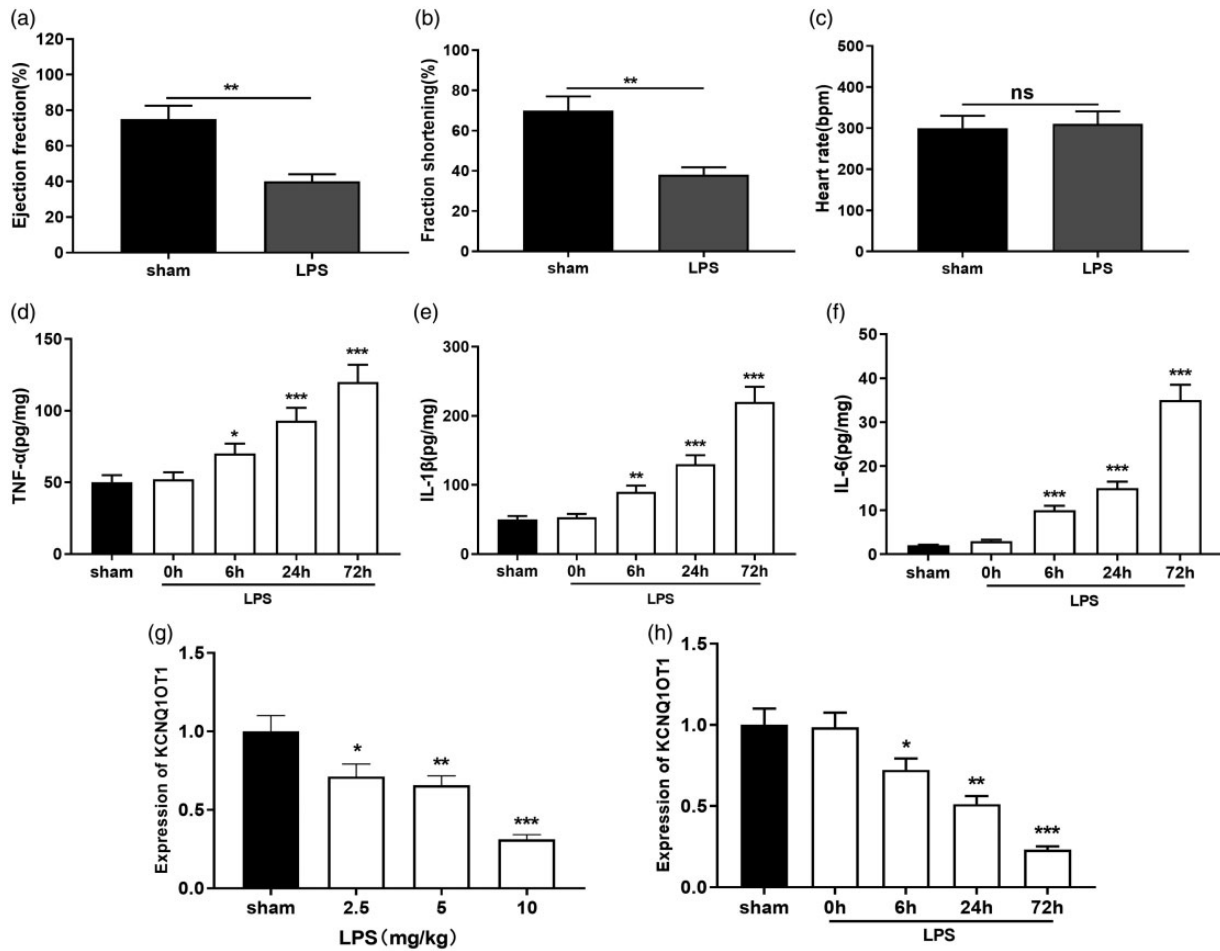 (a)
Ejection frection(%)
120
100
80
60
40
20
0
**
sham LPS
(b)
Fraction shortening(%)
100
80
60
40
20
0
**
sham LPS
(c)
Heart rate(bpm)
500
400
300
200
100
0
ns
sham LPS
(d)
TNF-α(pg/mg)
150
100
50
0
* *** ***
sham 0h 6h 24h 72h
LPS
(e)
IL-1β(pg/mg)
300
200
100
0
** *** ***
sham 0h 6h 24h 72h
LPS
(f)
IL-6(pg/mg)
50
40
30
20
10
0
*** *** ***
sham 0h 6h 24h 72h
LPS
(g)
Expression of KCNQ1OT1
1.5
1.0
0.5
0.0
* ** ***
sham 2.5 5 10
LPS(mg/kg)
(h)
Expression of KCNQ1OT1
1.5
1.0
0.5
0.0
* ** ***
sham 0h 6h 24h 72h
LPS